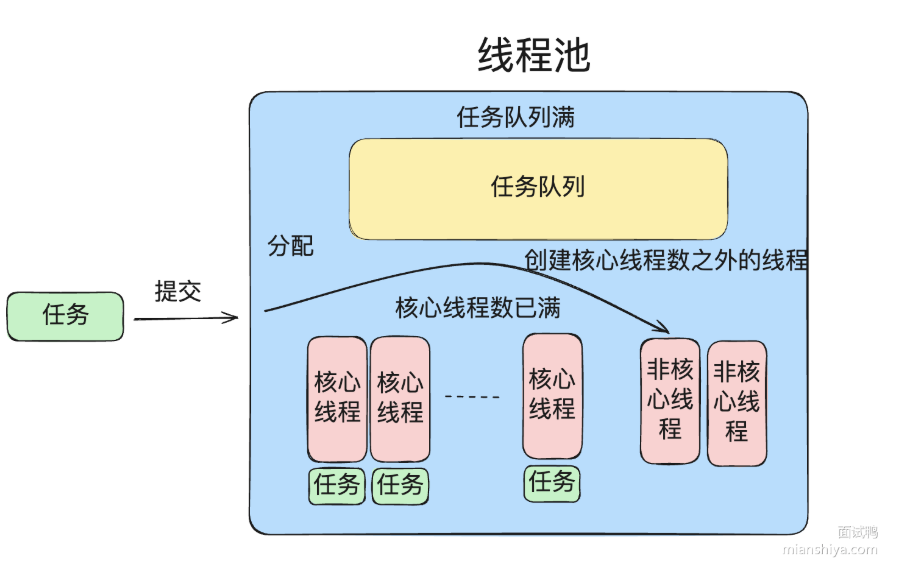 线程池
任务队列满
任务队列
分配
创建核心线程数之外的线程
提交
任务
核心线程数已满
核心
线程
核心
线程
核心
线程
非核
心线
程
非核
心线
程
任务
任务
任务
面试鸭
mianshiya.com